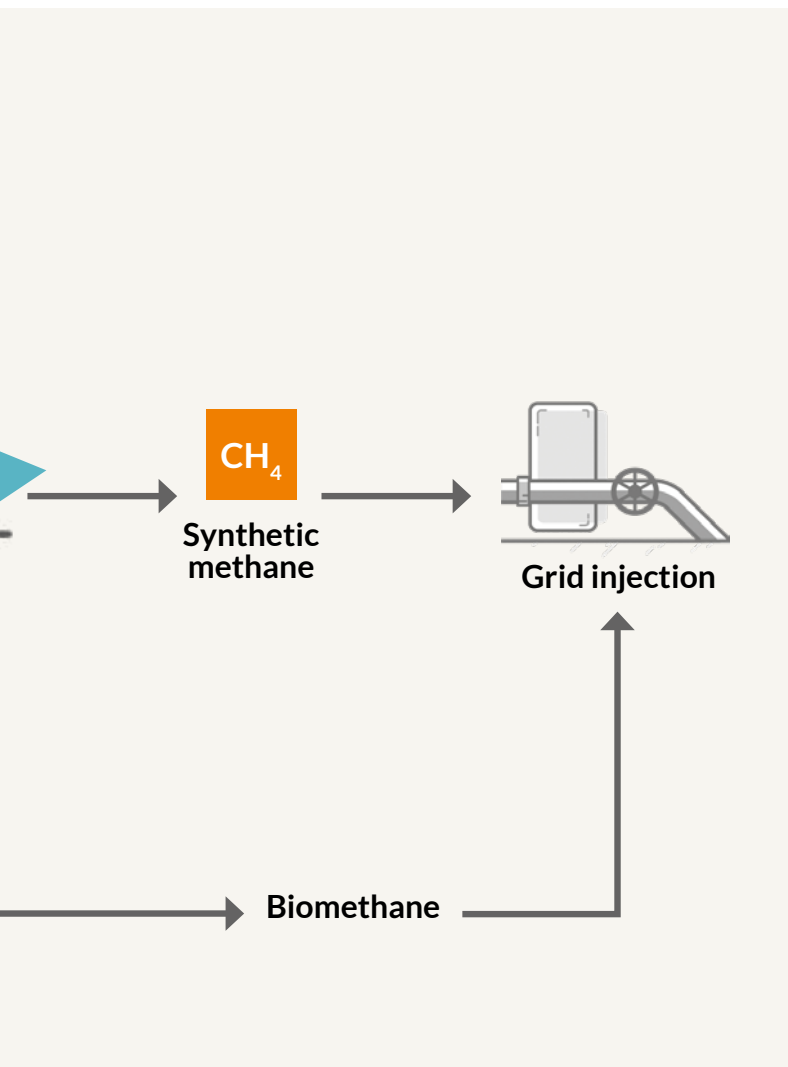 CH₄
Synthetic
methane
Grid injection
Biomethane